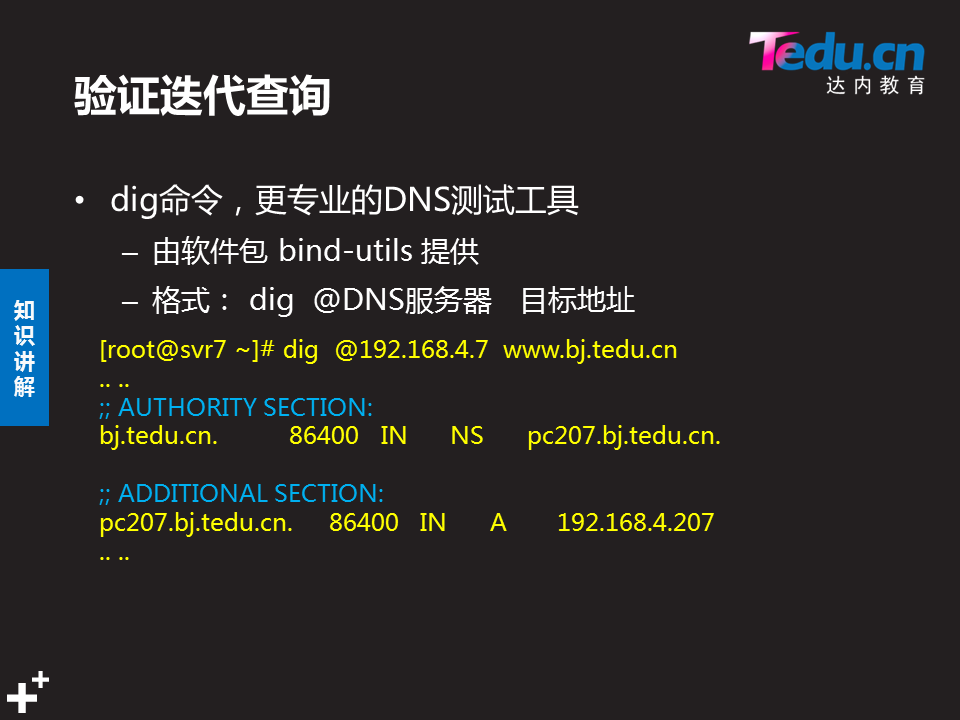 Tedu.cn
达内教育
验证迭代查询
• dig命令，更专业的DNS测试工具
– 由软件包 bind-utils 提供
– 格式： dig @DNS服务器 目标地址
知识讲解
[root@svr7 ~]# dig @192.168.4.7 www.bj.tedu.cn
.. ..
;; AUTHORITY SECTION:
bj.tedu.cn. 86400 IN NS pc207.bj.tedu.cn.
;; ADDITIONAL SECTION:
pc207.bj.tedu.cn. 86400 IN A 192.168.4.207
.. ..